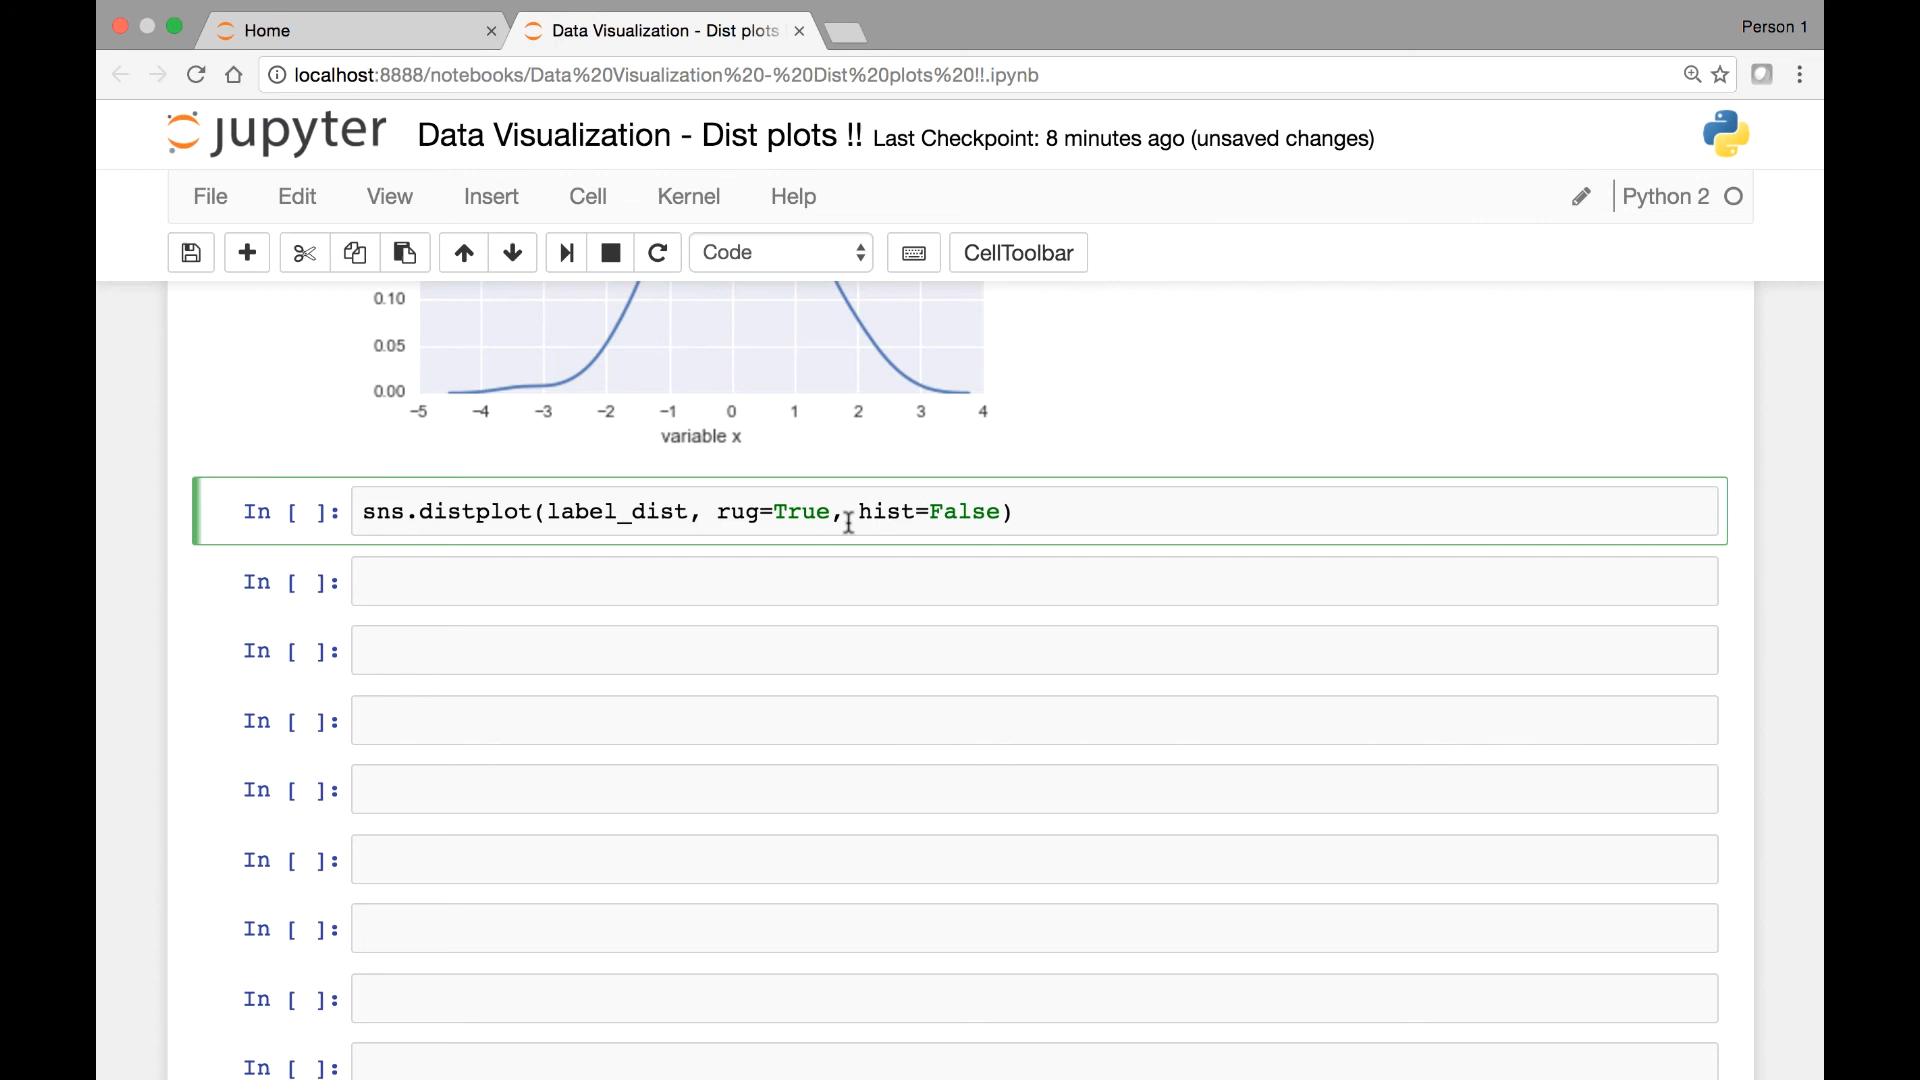 Home
Data Visualization - Dist plots
Person 1
localhost:8888/notebooks/Data%20Visualization%20-%20Dist%20plots%20!!.ipynb
jupyter Data Visualization - Dist plots !! Last Checkpoint: 8 minutes ago (unsaved changes)
File Edit View Insert Cell Kernel Help Python 2
Code CellToolbar
0.10
0.05
0.00
−5 −4 −3 −2 −1 0 1 2 3 4
variable x
In [ ]: sns.distplot(label_dist, rug=True, hist=False)
In [ ]:
In [ ]:
In [ ]:
In [ ]:
In [ ]:
In [ ]:
In [ ]:
In [ ]: